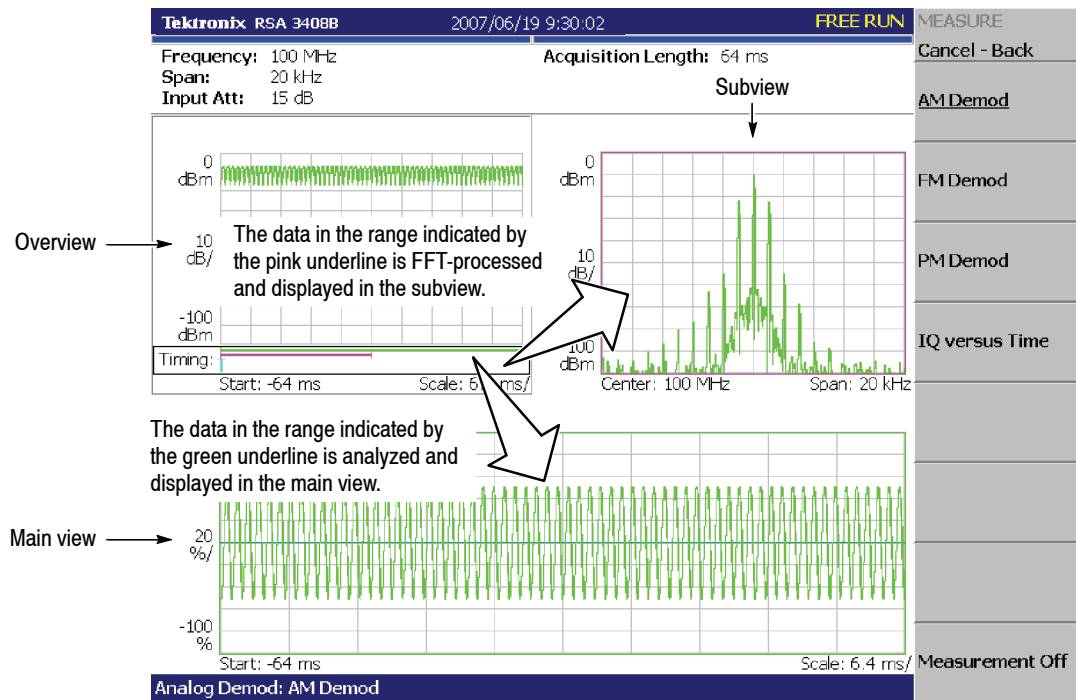 Tektronix RSA 3408B 2007/06/19 9:30:02 FREE RUN
MEASURE
Cancel - Back
Frequency: 100 MHz
Acquisition Length: 64 ms
Span: 20 kHz
Input Att: 15 dB
Subview
AM Demod
FM Demod
PM Demod
IQ versus Time
Measurement Off
Overview
0
dBm
10
dB/
-100
dBm
The data in the range indicated by
the pink underline is FFT-processed
and displayed in the subview.
Timing:
Start: -64 ms
ms/
0
dBm
10
dB/
dBm
Center: 100 MHz Span: 20 kHz
The data in the range indicated by
the green underline is analyzed and
displayed in the main view.
Main view
20
%/
-100
%
Start: -64 ms Scale: 6.4 ms/
Analog Demod: AM Demod